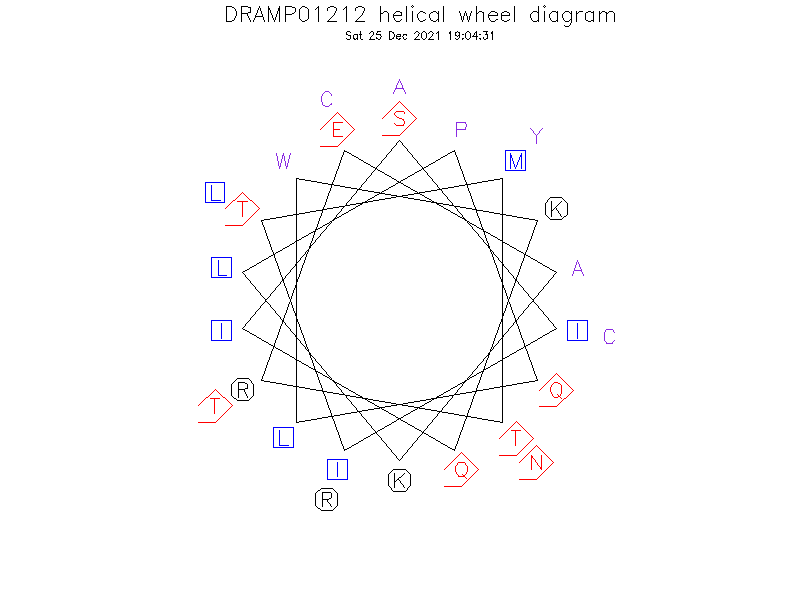 DRAMP01212 helical wheel diagram
Sat 25 Dec 2021 19:04:31
A
C
S
E
P
Y
W
M
L
T
K
L
A
I
I
C
R
Q
T
L
T
N
I
Q
K
R